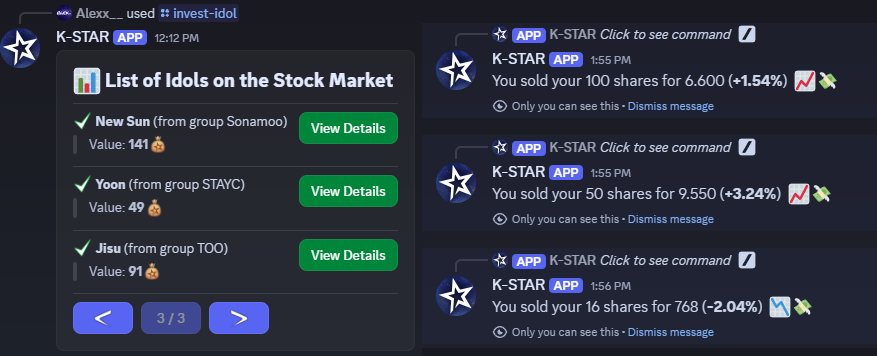 Alexx__ used invest-idol
K-STAR APP 12:12 PM
List of Idols on the Stock Market
New Sun (from group Sonamoo)
Value: 141
View Details
Yoon (from group STAYC)
Value: 49
View Details
Jisu (from group TOO)
Value: 91
View Details
< 3 / 3 >
APP K-STAR Click to see command /
K-STAR APP 1:55 PM
You sold your 100 shares for 6.600 (+1.54%)
Only you can see this • Dismiss message
APP K-STAR Click to see command /
K-STAR APP 1:55 PM
You sold your 50 shares for 9.550 (+3.24%)
Only you can see this • Dismiss message
APP K-STAR Click to see command /
K-STAR APP 1:56 PM
You sold your 16 shares for 768 (-2.04%)
Only you can see this • Dismiss message